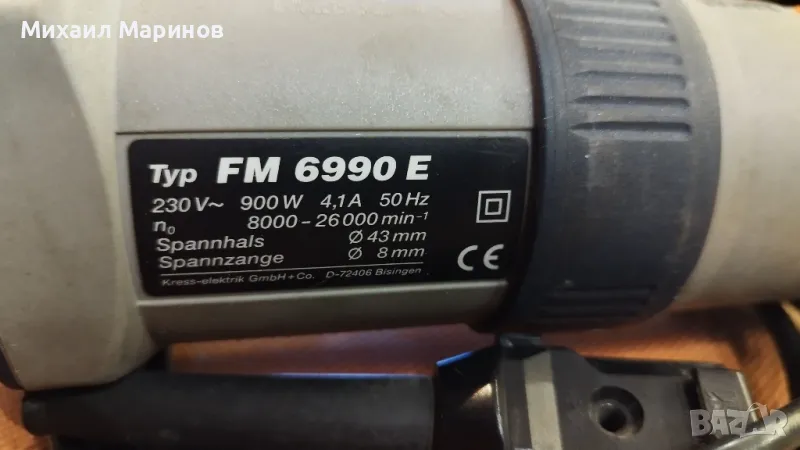 Михаил Маринов
Typ FM 6990 E
230 V~ 900 W 4,1 A 50 Hz
n₀ 8000 – 26 000 min⁻¹
Spannhals Ø 43 mm
Spannzange Ø 8 mm
Kress-elektrik GmbH + Co. D-72406 Bisingen
CE
BAZAR